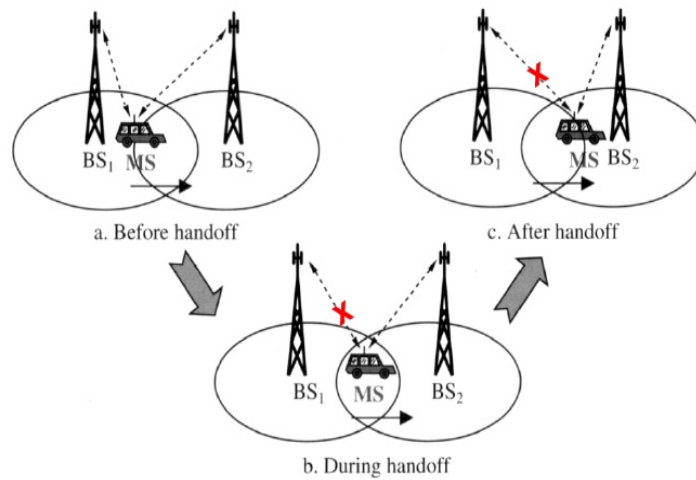 BS1 MS BS2
a. Before handoff
BS1 MS BS2
c. After handoff
BS1 MS BS2
b. During handoff